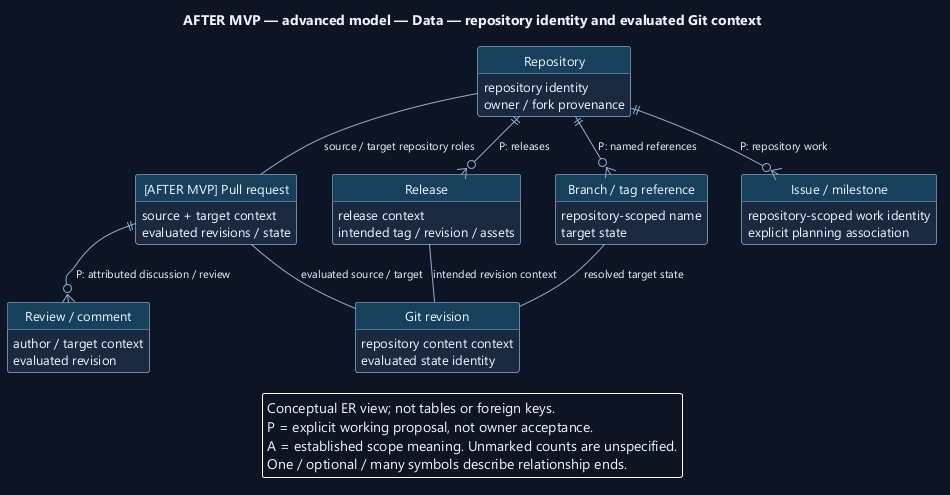 AFTER MVP — advanced model — Data — repository identity and evaluated Git context
Repository
repository identity
owner / fork provenance
source / target repository roles
P: releases
P: named references
P: repository work
[AFTER MVP] Pull request
source + target context
evaluated revisions / state
Release
release context
intended tag / revision / assets
Branch / tag reference
repository-scoped name
target state
Issue / milestone
repository-scoped work identity
explicit planning association
P: attributed discussion / review
evaluated source / target
intended revision context
resolved target state
Review / comment
author / target context
evaluated revision
Git revision
repository content context
evaluated state identity
Conceptual ER view; not tables or foreign keys.
P = explicit working proposal, not owner acceptance.
A = established scope meaning. Unmarked counts are unspecified.
One / optional / many symbols describe relationship ends.